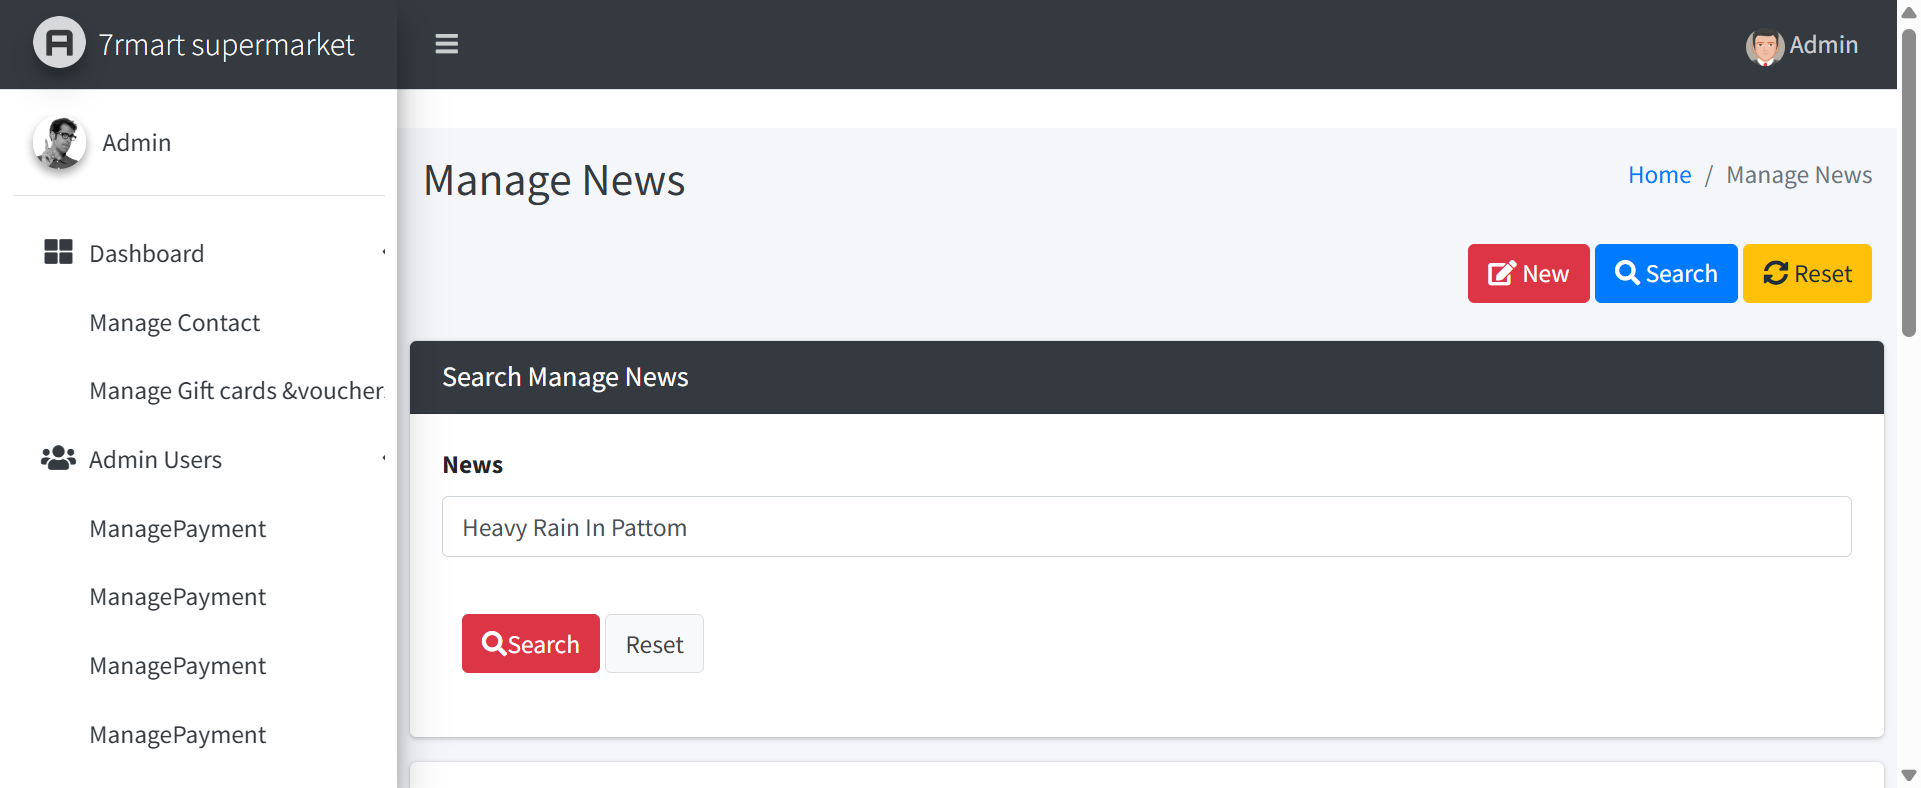 7rmart supermarket
Admin
Admin
Manage News
Home / Manage News
Dashboard
New
Search
Reset
Manage Contact
Manage Gift cards &voucher
Search Manage News
Admin Users
News
Heavy Rain In Pattom
ManagePayment
ManagePayment
Search
Reset
ManagePayment
ManagePayment